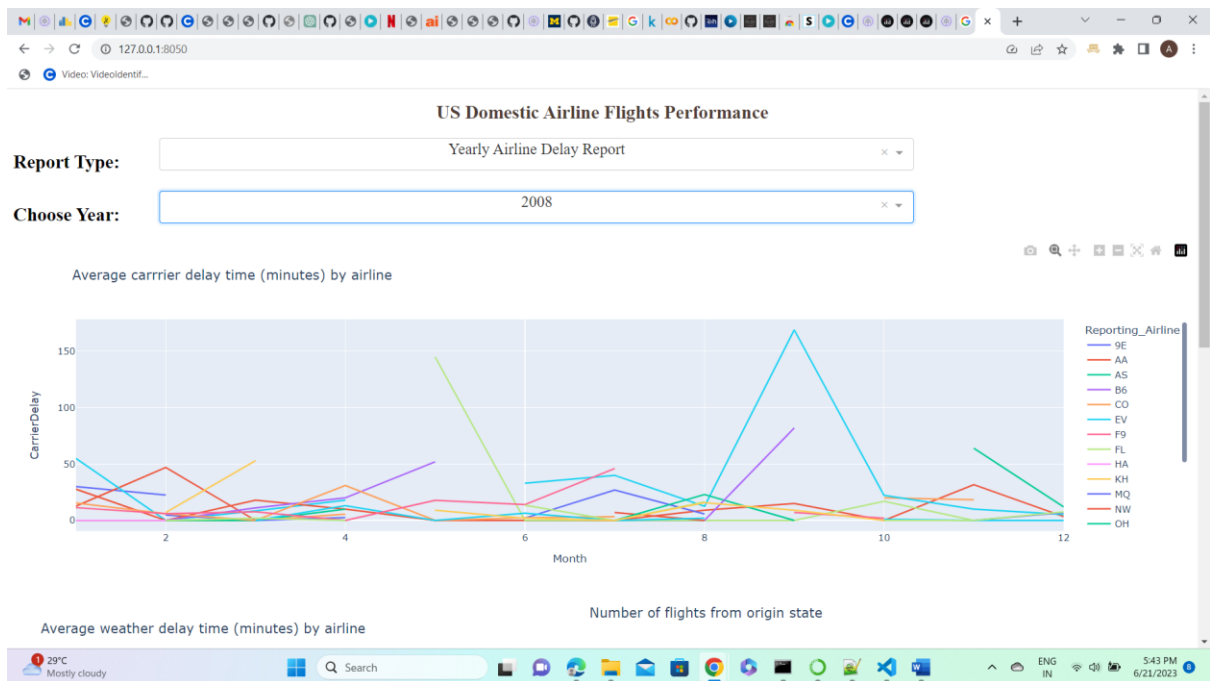 127.0.0.1:8050
Video: VideoIdentif...
US Domestic Airline Flights Performance
Report Type:
Yearly Airline Delay Report
Choose Year:
2008
Average carrrier delay time (minutes) by airline
Reporting_Airline
9E
AA
AS
B6
CO
EV
F9
FL
HA
KH
MQ
NW
OH
150
100
50
0
CarrierDelay
2 4 6 8 10 12
Month
Number of flights from origin state
Average weather delay time (minutes) by airline
1
29°C
Mostly cloudy
Search
ENG
IN
5:43 PM
6/21/2023
8